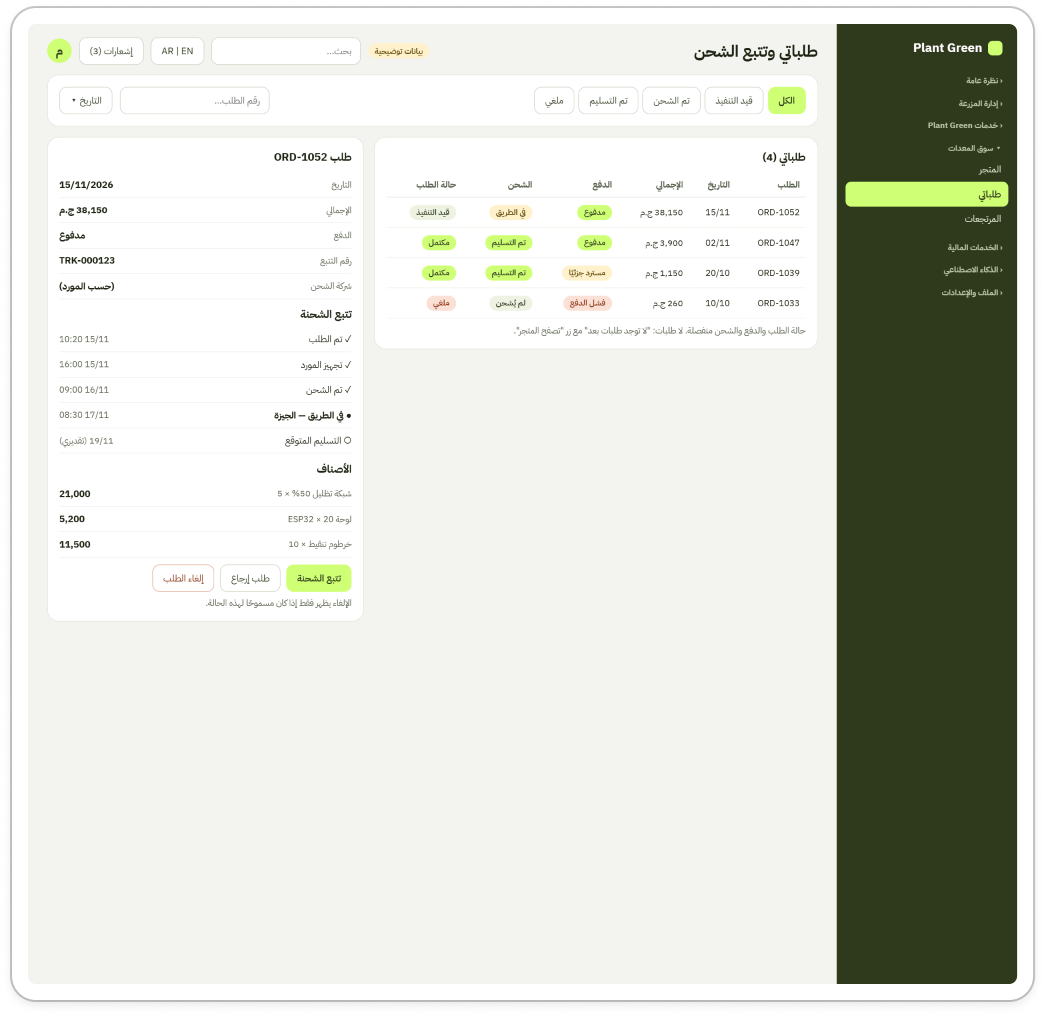 Plant Green
‹ نظرة عامة
‹ إدارة المزرعة
‹ خدمات Plant Green
▾ سوق المعدات
المتجر
طلباتي
المرتجعات
‹ الخدمات المالية
‹ الذكاء الاصطناعي
‹ الملف والإعدادات
طلباتي وتتبع الشحن
بيانات توضيحية
بحث...
AR | EN
إشعارات (3)
م
الكل
قيد التنفيذ
تم الشحن
تم التسليم
ملغي
رقم الطلب...
التاريخ ▾
طلباتي (4)
الطلب التاريخ الإجمالي الدفع الشحن حالة الطلب
ORD-1052 15/11 38,150 ج.م مدفوع في الطريق قيد التنفيذ
ORD-1047 02/11 3,900 ج.م مدفوع تم التسليم مكتمل
ORD-1039 20/10 1,150 ج.م مسترد جزئيًا تم التسليم مكتمل
ORD-1033 10/10 260 ج.م فشل الدفع لم يُشحن ملغي
حالة الطلب والدفع والشحن منفصلة. لا طلبات: "لا توجد طلبات بعد" مع زر "تصفح المتجر".
طلب ORD-1052
التاريخ 15/11/2026
الإجمالي 38,150 ج.م
الدفع مدفوع
رقم التتبع TRK-000123
شركة الشحن (حسب المورد)
تتبع الشحنة
✓ تم الطلب 15/11 10:20
✓ تجهيز المورد 15/11 16:00
✓ تم الشحن 16/11 09:00
● في الطريق — الجيزة 17/11 08:30
○ التسليم المتوقع 19/11 (تقديري)
الأصناف
شبكة تظليل 50% × 5 21,000
لوحة ESP32 × 20 5,200
خرطوم تنقيط × 10 11,500
تتبع الشحنة
طلب إرجاع
إلغاء الطلب
الإلغاء يظهر فقط إذا كان مسموحًا لهذه الحالة.